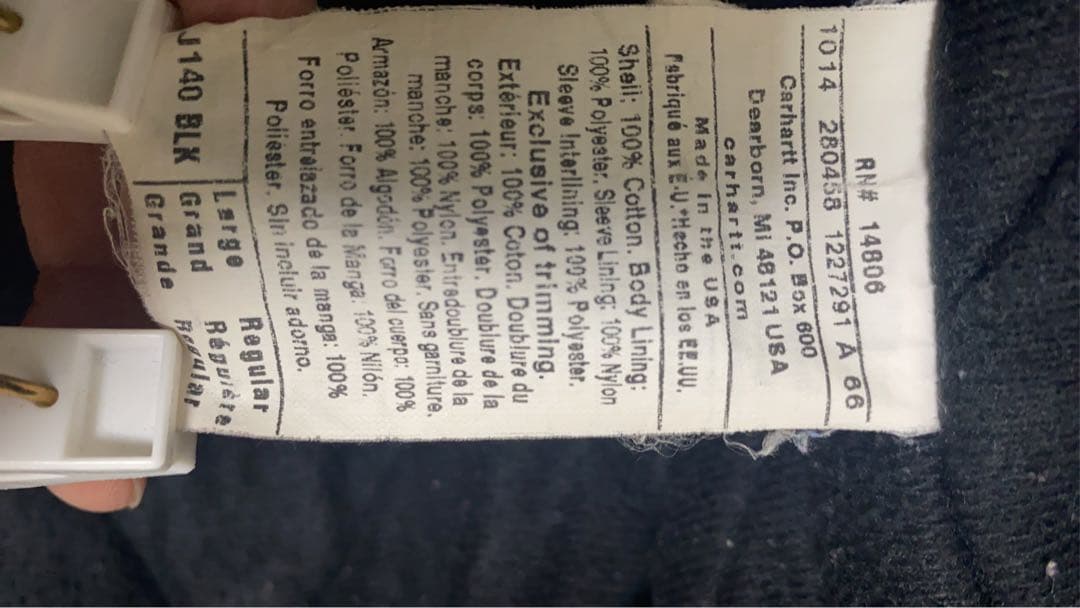 RN# 14806
1014 280458 1227291 A 66
Carhartt Inc. P.O. Box 600
Dearborn, MI 48121 USA
carhartt.com
Made in the USA
Fabriqué aux É.U.•Hecho en los EE.UU.
Shell: 100% Cotton. Body Lining:
100% Polyester. Sleeve Lining: 100% Nylon
Sleeve Interlining: 100% Polyester.
Exclusive of trimming.
Extérieur: 100% Coton. Doublure du
corps: 100% Polyester. Doublure de la
manche: 100% Nylon. Entredoublure de la
manche: 100% Polyester. Sans garniture.
Armazón: 100% Algodón. Forro del cuerpo: 100%
Poliéster. Forro de la Manga: 100% Nilón.
Forro entrelazado de la manga: 100%
Poliéster. Sin incluir adorno.
J140 BLK Large Regular
Grand Régulière
Grande Regular